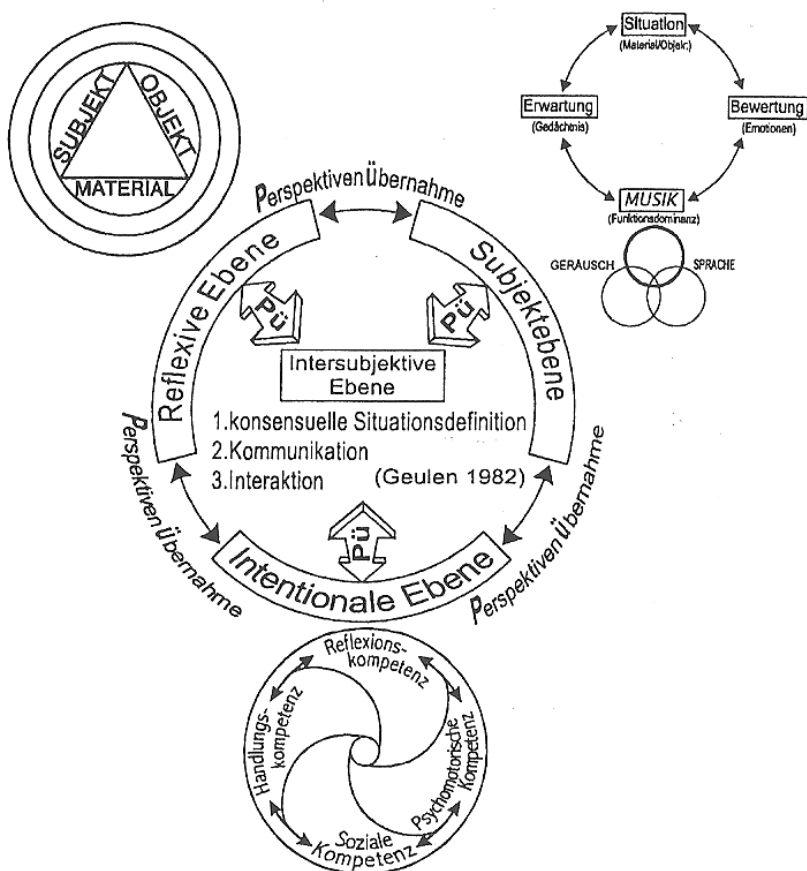 SUBJEKT
OBJEKT
MATERIAL
Situation
(Material/Objekt)
Erwartung
(Gedächtnis)
Bewertung
(Emotionen)
MUSIK
(Funktionsdominanz)
GERÄUSCH
SPRACHE
PerspektivenÜbernahme
Reflexive Ebene
Subjektebene
Pü
Pü
Intersubjektive
Ebene
1.konsensuelle Situationsdefinition
2.Kommunikation
3.Interaktion (Geulen 1982)
PerspektivenÜbernahme
PerspektivenÜbernahme
Pü
Intentionale Ebene
Reflexions-
kompetenz
Handlungs-
kompetenz
Psychomotorische
Kompetenz
Soziale
Kompetenz